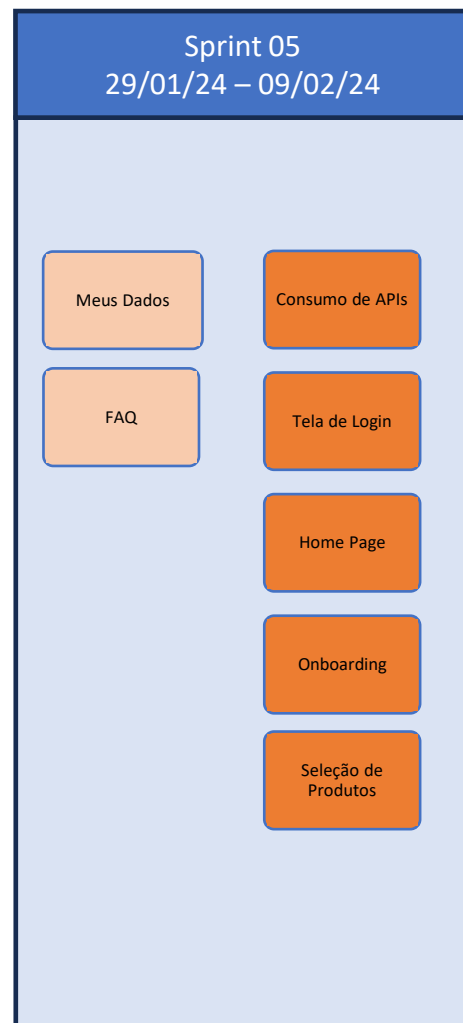 Sprint 05
29/01/24 – 09/02/24
Meus Dados
Consumo de APIs
FAQ
Tela de Login
Home Page
Onboarding
Seleção de
Produtos